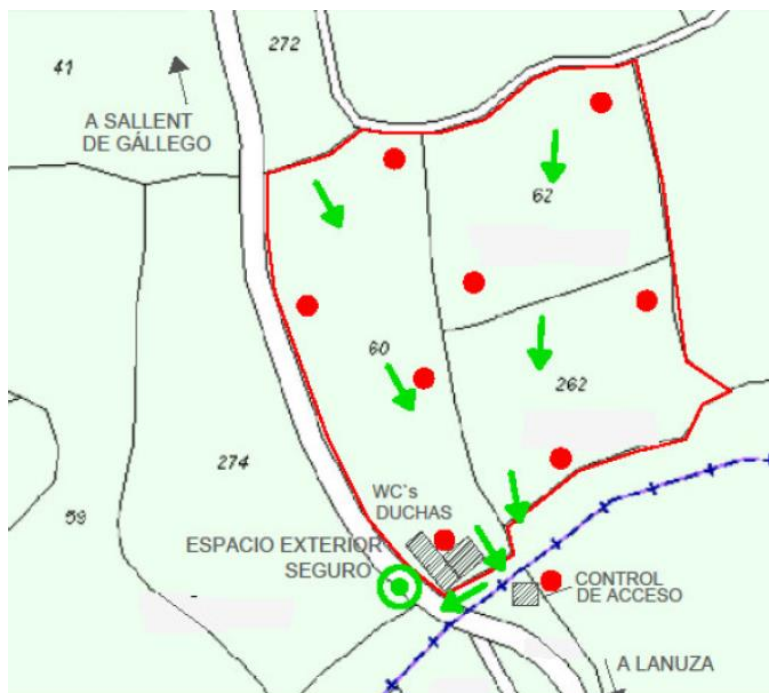 272
41
A SALLENT
DE GÁLLEGO
62
60
262
274
59
WC`s
DUCHAS
ESPACIO EXTERIOR
SEGURO
CONTROL
DE ACCESO
A LANUZA